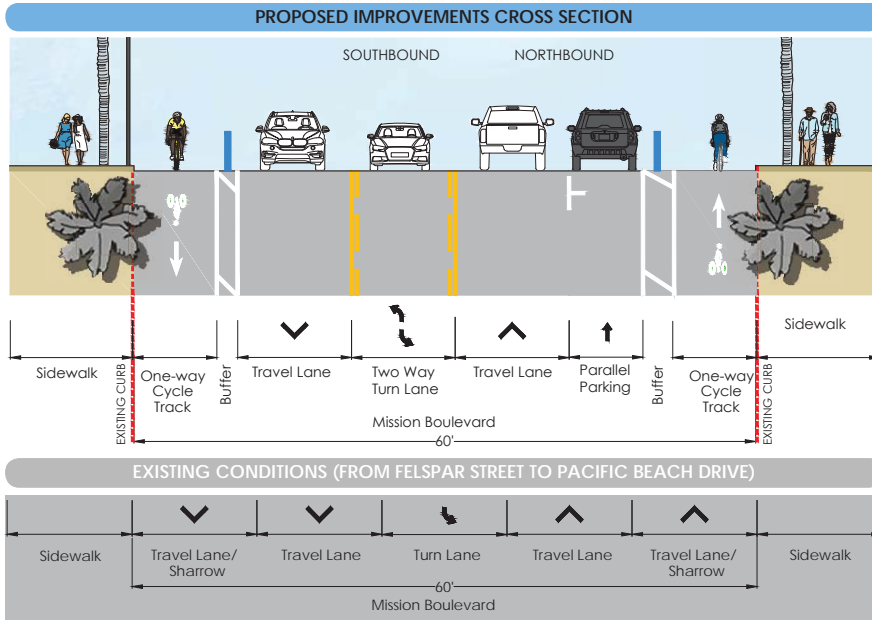 PROPOSED IMPROVEMENTS CROSS SECTION
SOUTHBOUND
NORTHBOUND
Sidewalk
EXISTING CURB
One-way
Cycle
Track
Buffer
Travel Lane
Two Way
Turn Lane
Travel Lane
Parallel
Parking
Buffer
One-way
Cycle
Track
EXISTING CURB
Sidewalk
Mission Boulevard
60'
EXISTING CONDITIONS (FROM FELSPAR STREET TO PACIFIC BEACH DRIVE)
Sidewalk
Travel Lane/
Sharrow
Travel Lane
Turn Lane
Travel Lane
Travel Lane/
Sharrow
Sidewalk
60'
Mission Boulevard